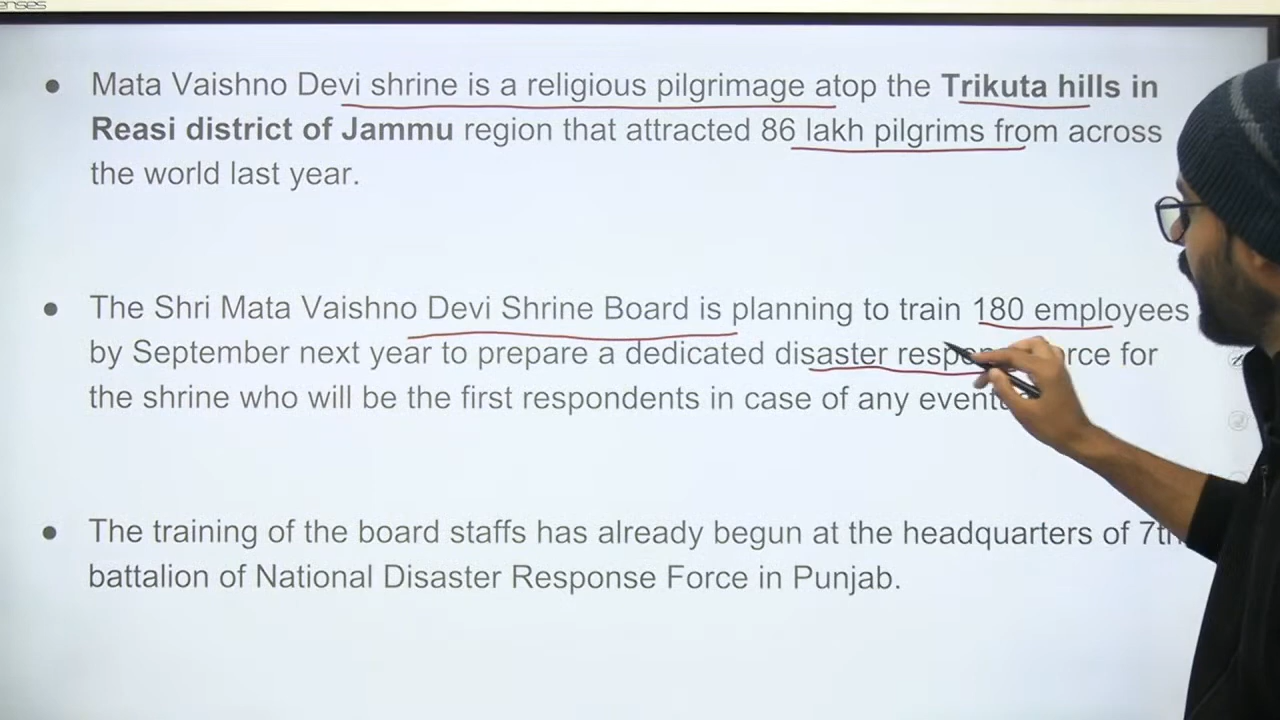 enses
● Mata Vaishno Devi shrine is a religious pilgrimage atop the Trikuta hills in
Reasi district of Jammu region that attracted 86 lakh pilgrims from across
the world last year.
● The Shri Mata Vaishno Devi Shrine Board is planning to train 180 employees
by September next year to prepare a dedicated disaster for
the shrine who will be the first respondents in case of any
● The training of the board staffs has already begun at the headquarters of 7th
battalion of National Disaster Response Force in Punjab.